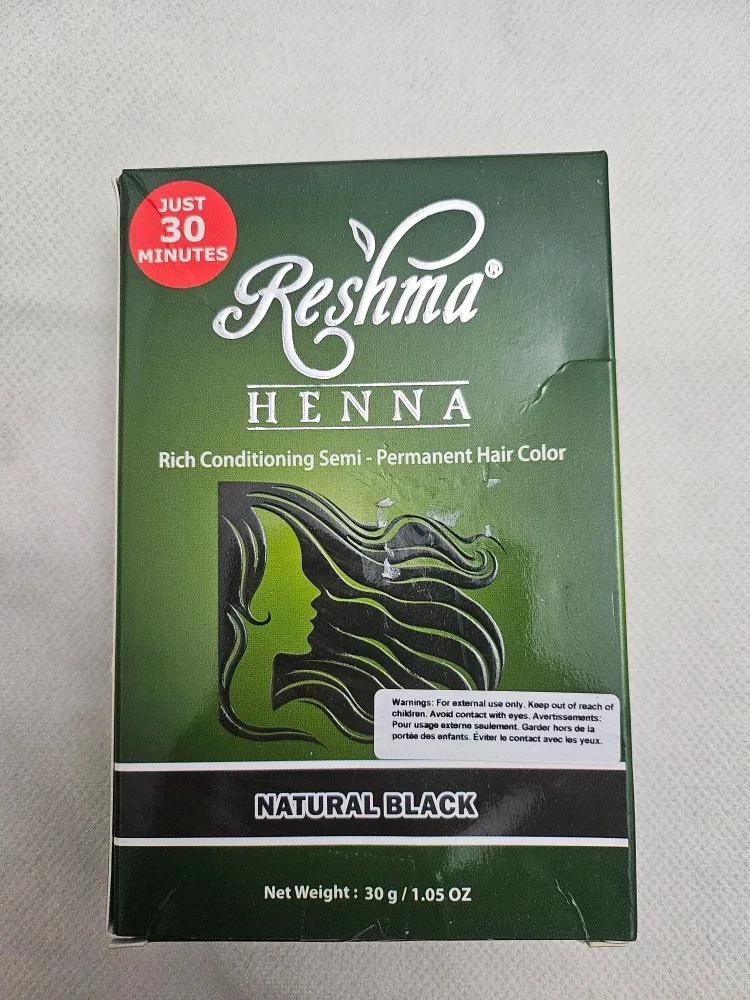 JUST
30
MINUTES
Reshma®
HENNA
Rich Conditioning Semi - Permanent Hair Color
Warnings: For external use only. Keep out of reach of
children. Avoid contact with eyes. Avertissements:
Pour usage externe seulement. Garder hors de la
portée des enfants. Éviter le contact avec les yeux.
NATURAL BLACK
Net Weight : 30 g / 1.05 OZ